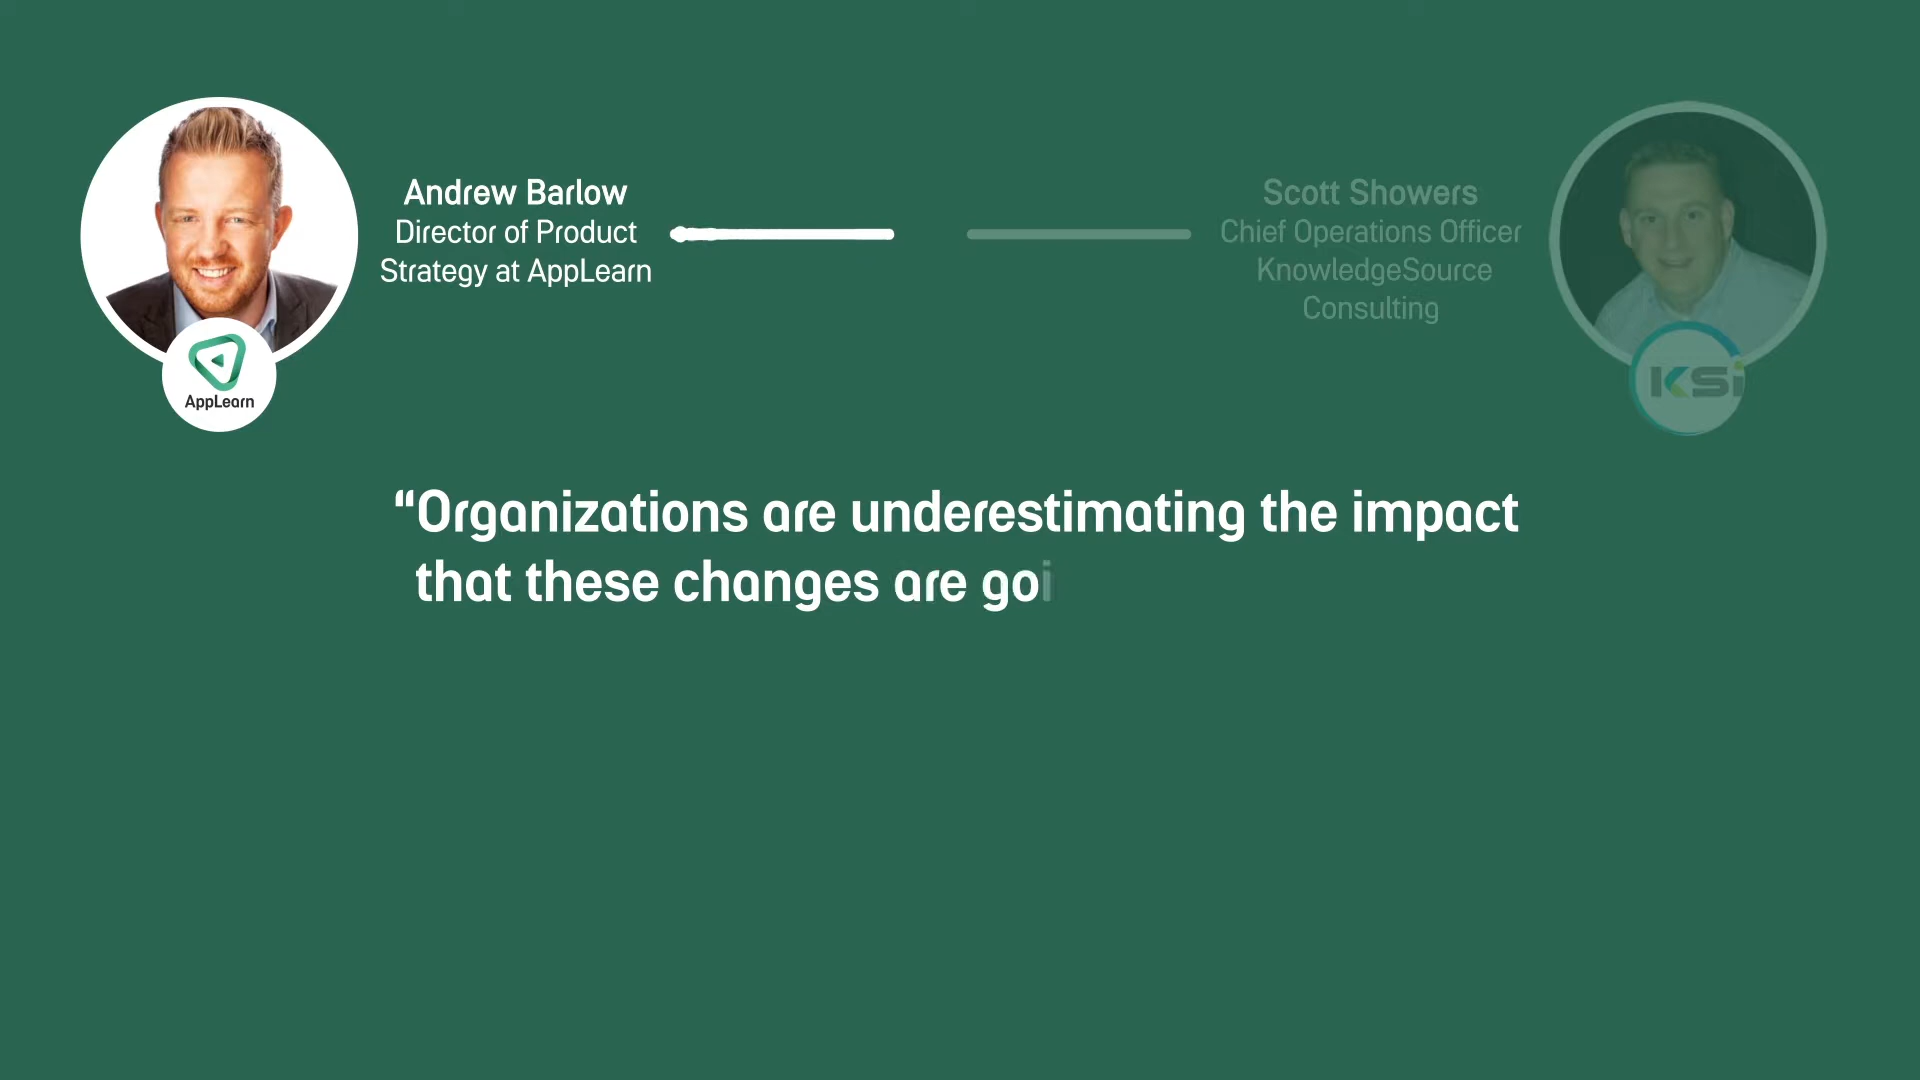 Andrew Barlow
Director of Product
Strategy at AppLearn
AppLearn
Scott Showers
Chief Operations Officer
KnowledgeSource
Consulting
KSi
“Organizations are underestimating the impact
that these changes are goi